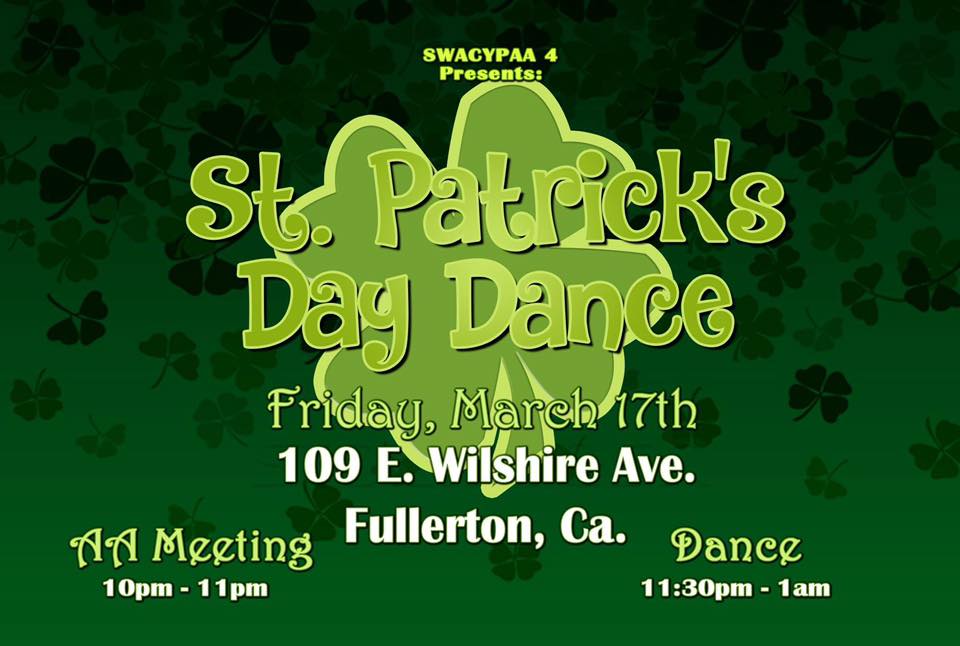 SWACYPAA 4
Presents:
St. Patrick's
Day Dance
Friday, March 17th
109 E. Wilshire Ave.
Fullerton, Ca.
AA Meeting
10pm - 11pm
Dance
11:30pm - 1am